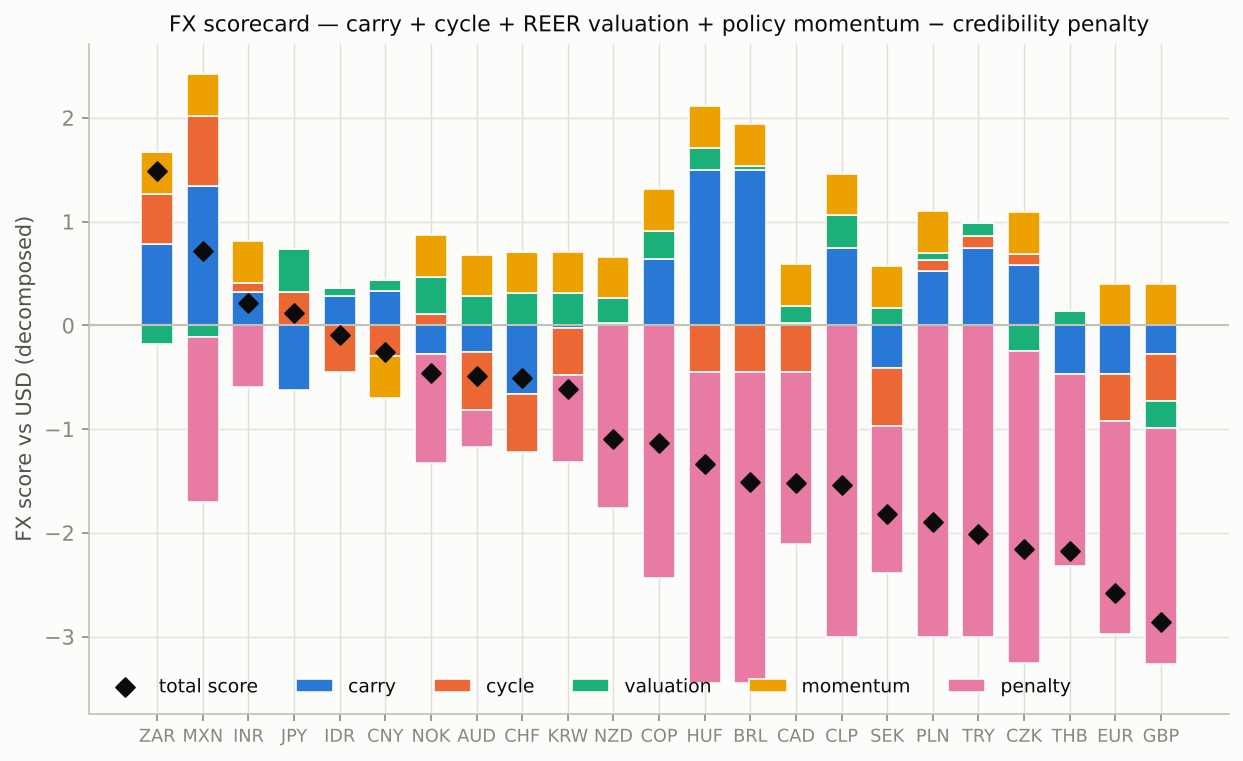 FX scorecard — carry + cycle + REER valuation + policy momentum − credibility penalty
FX score vs USD (decomposed)
2
1
0
−1
−2
−3
total score carry cycle valuation momentum penalty
ZAR MXN INR JPY IDR CNY NOK AUD CHF KRW NZD COP HUF BRL CAD CLP SEK PLN TRY CZK THB EUR GBP